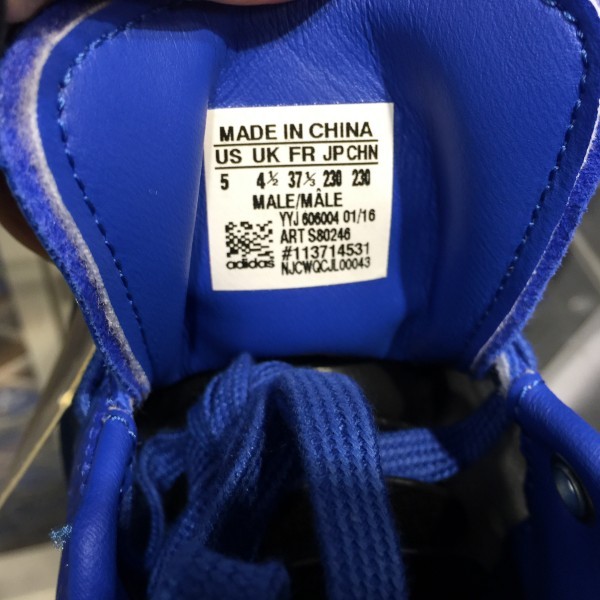 MADE IN CHINA
US UK FR JP CHN
5 4½ 37⅓ 230 230
MALE/MÂLE
YYJ 606004 01/16
ART S80246
#113714531
adidas NJCWQCJL00043